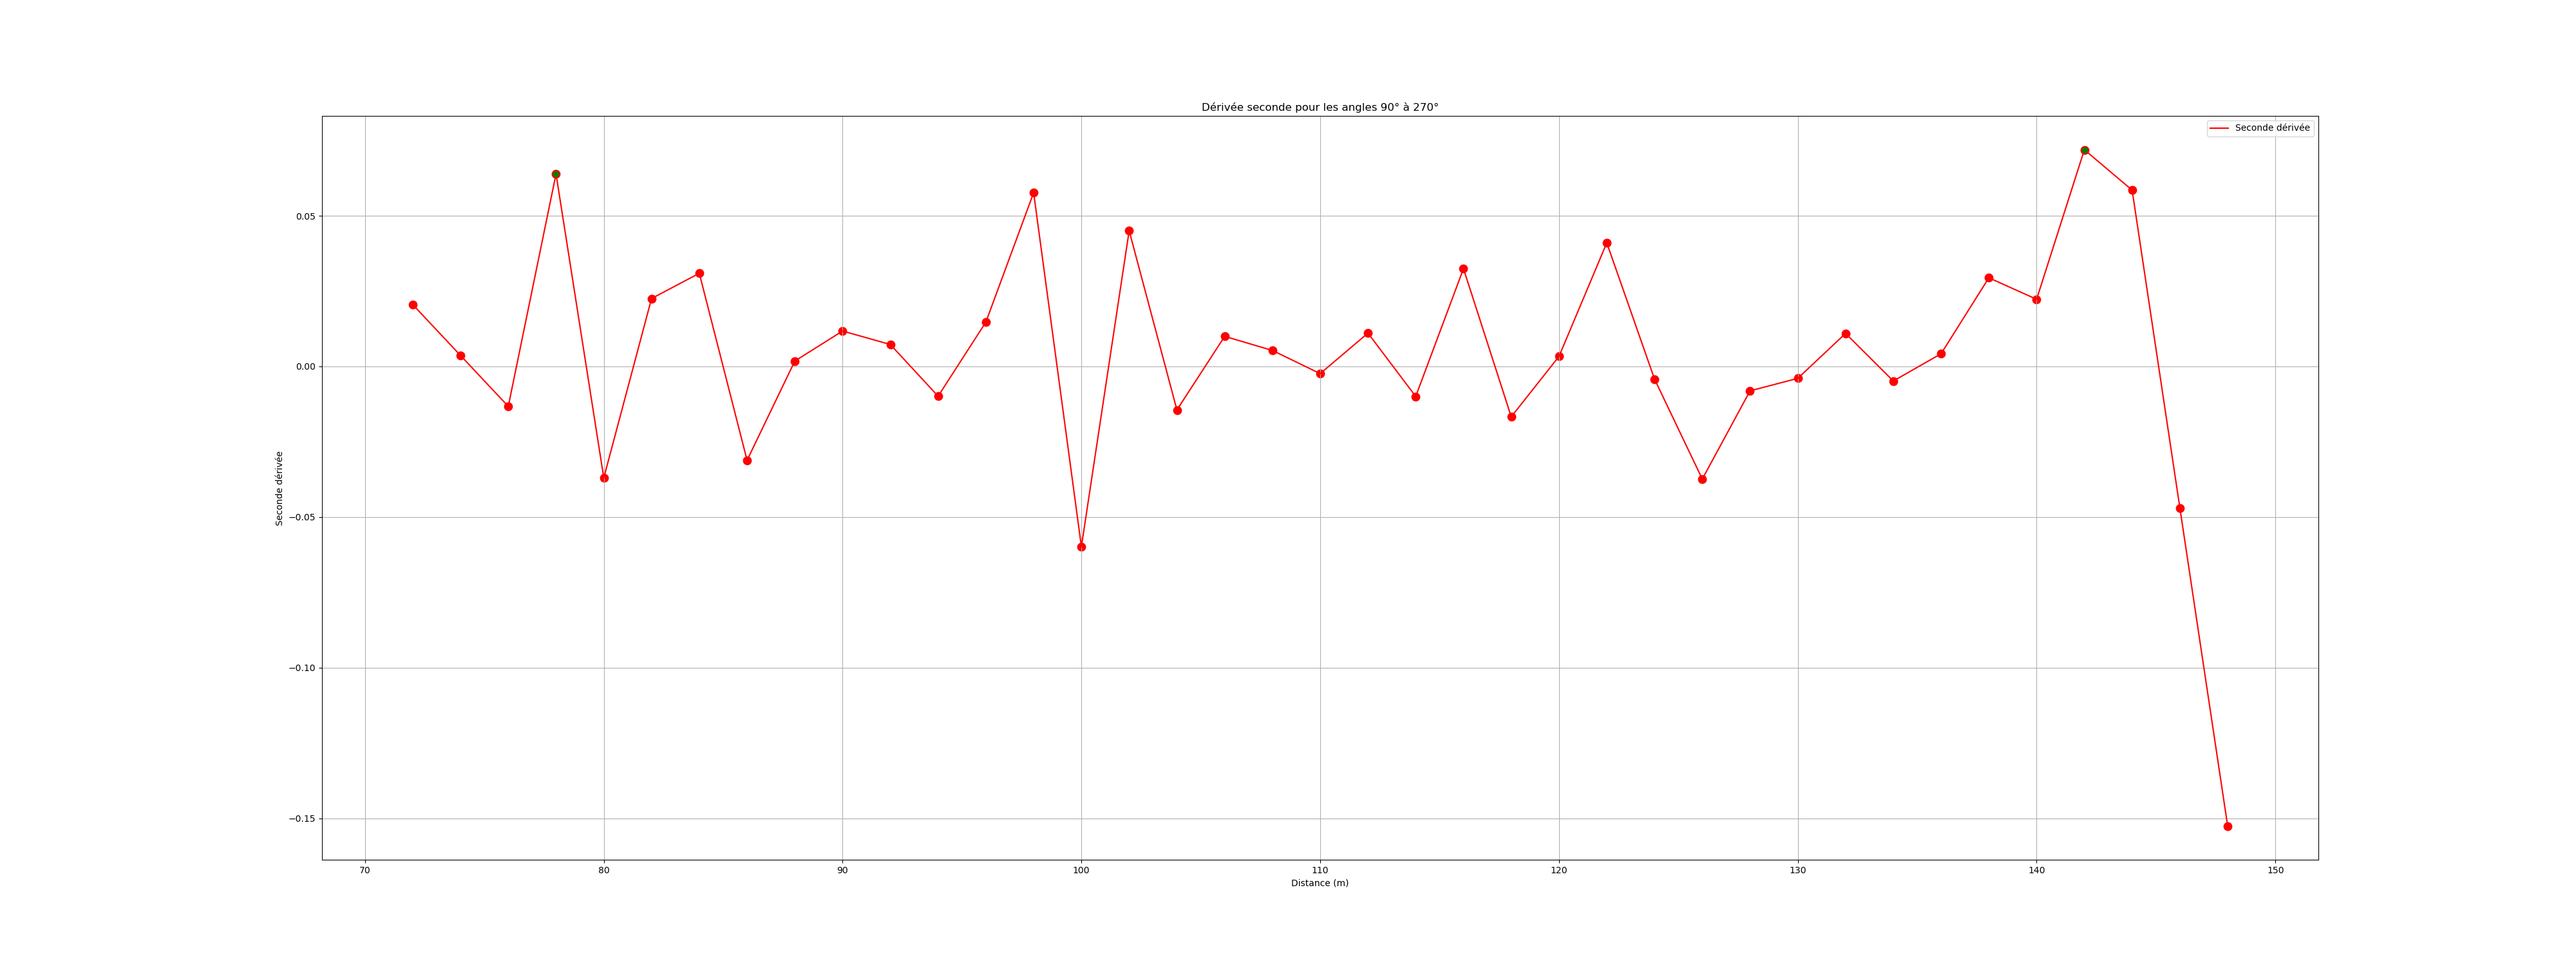 Dérivée seconde pour les angles 90° à 270°
Seconde dérivée
0.05
0.00
−0.05
−0.10
−0.15
Seconde dérivée
70 80 90 100 110 120 130 140 150
Distance (m)